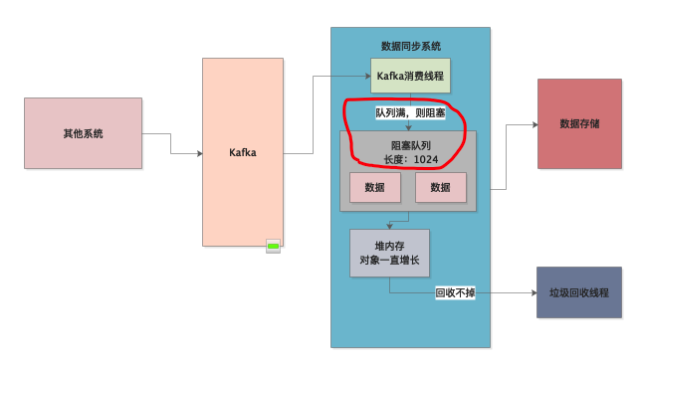 数据同步系统
Kafka消费线程
队列满，则阻塞
其他系统
Kafka
数据存储
阻塞队列
长度：1024
数据
数据
堆内存
对象一直增长
回收不掉
垃圾回收线程